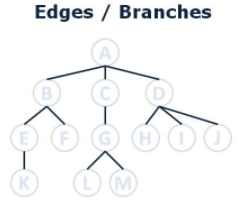 Edges / Branches
A
B C D
E F G H I J
K L M